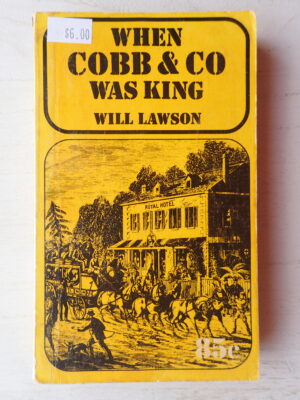 $6.00
WHEN
COBB & CO
WAS KING
WILL LAWSON
ROYAL HOTEL
85c